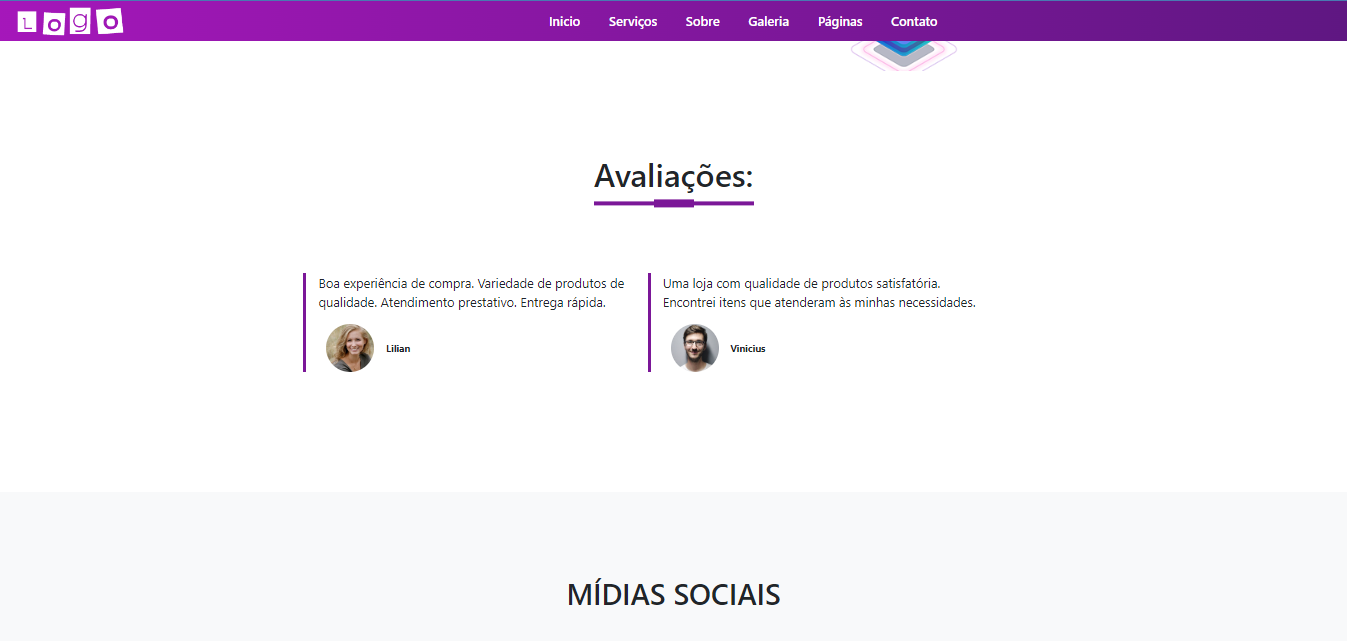 Logo
Inicio Serviços Sobre Galeria Páginas Contato
Avaliações:
Boa experiência de compra. Variedade de produtos de
qualidade. Atendimento prestativo. Entrega rápida.
Lilian
Uma loja com qualidade de produtos satisfatória.
Encontrei itens que atenderam às minhas necessidades.
Vinicius
MÍDIAS SOCIAIS